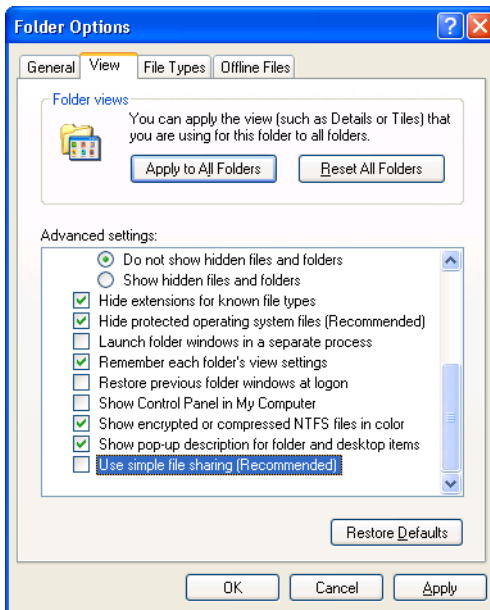 Folder Options
General
View
File Types
Offline Files
Folder views
You can apply the view (such as Details or Tiles) that
you are using for this folder to all folders.
Apply to All Folders
Reset All Folders
Advanced settings:
Do not show hidden files and folders
Show hidden files and folders
Hide extensions for known file types
Hide protected operating system files (Recommended)
Launch folder windows in a separate process
Remember each folder's view settings
Restore previous folder windows at logon
Show Control Panel in My Computer
Show encrypted or compressed NTFS files in color
Show pop-up description for folder and desktop items
Use simple file sharing (Recommended)
Restore Defaults
OK
Cancel
Apply